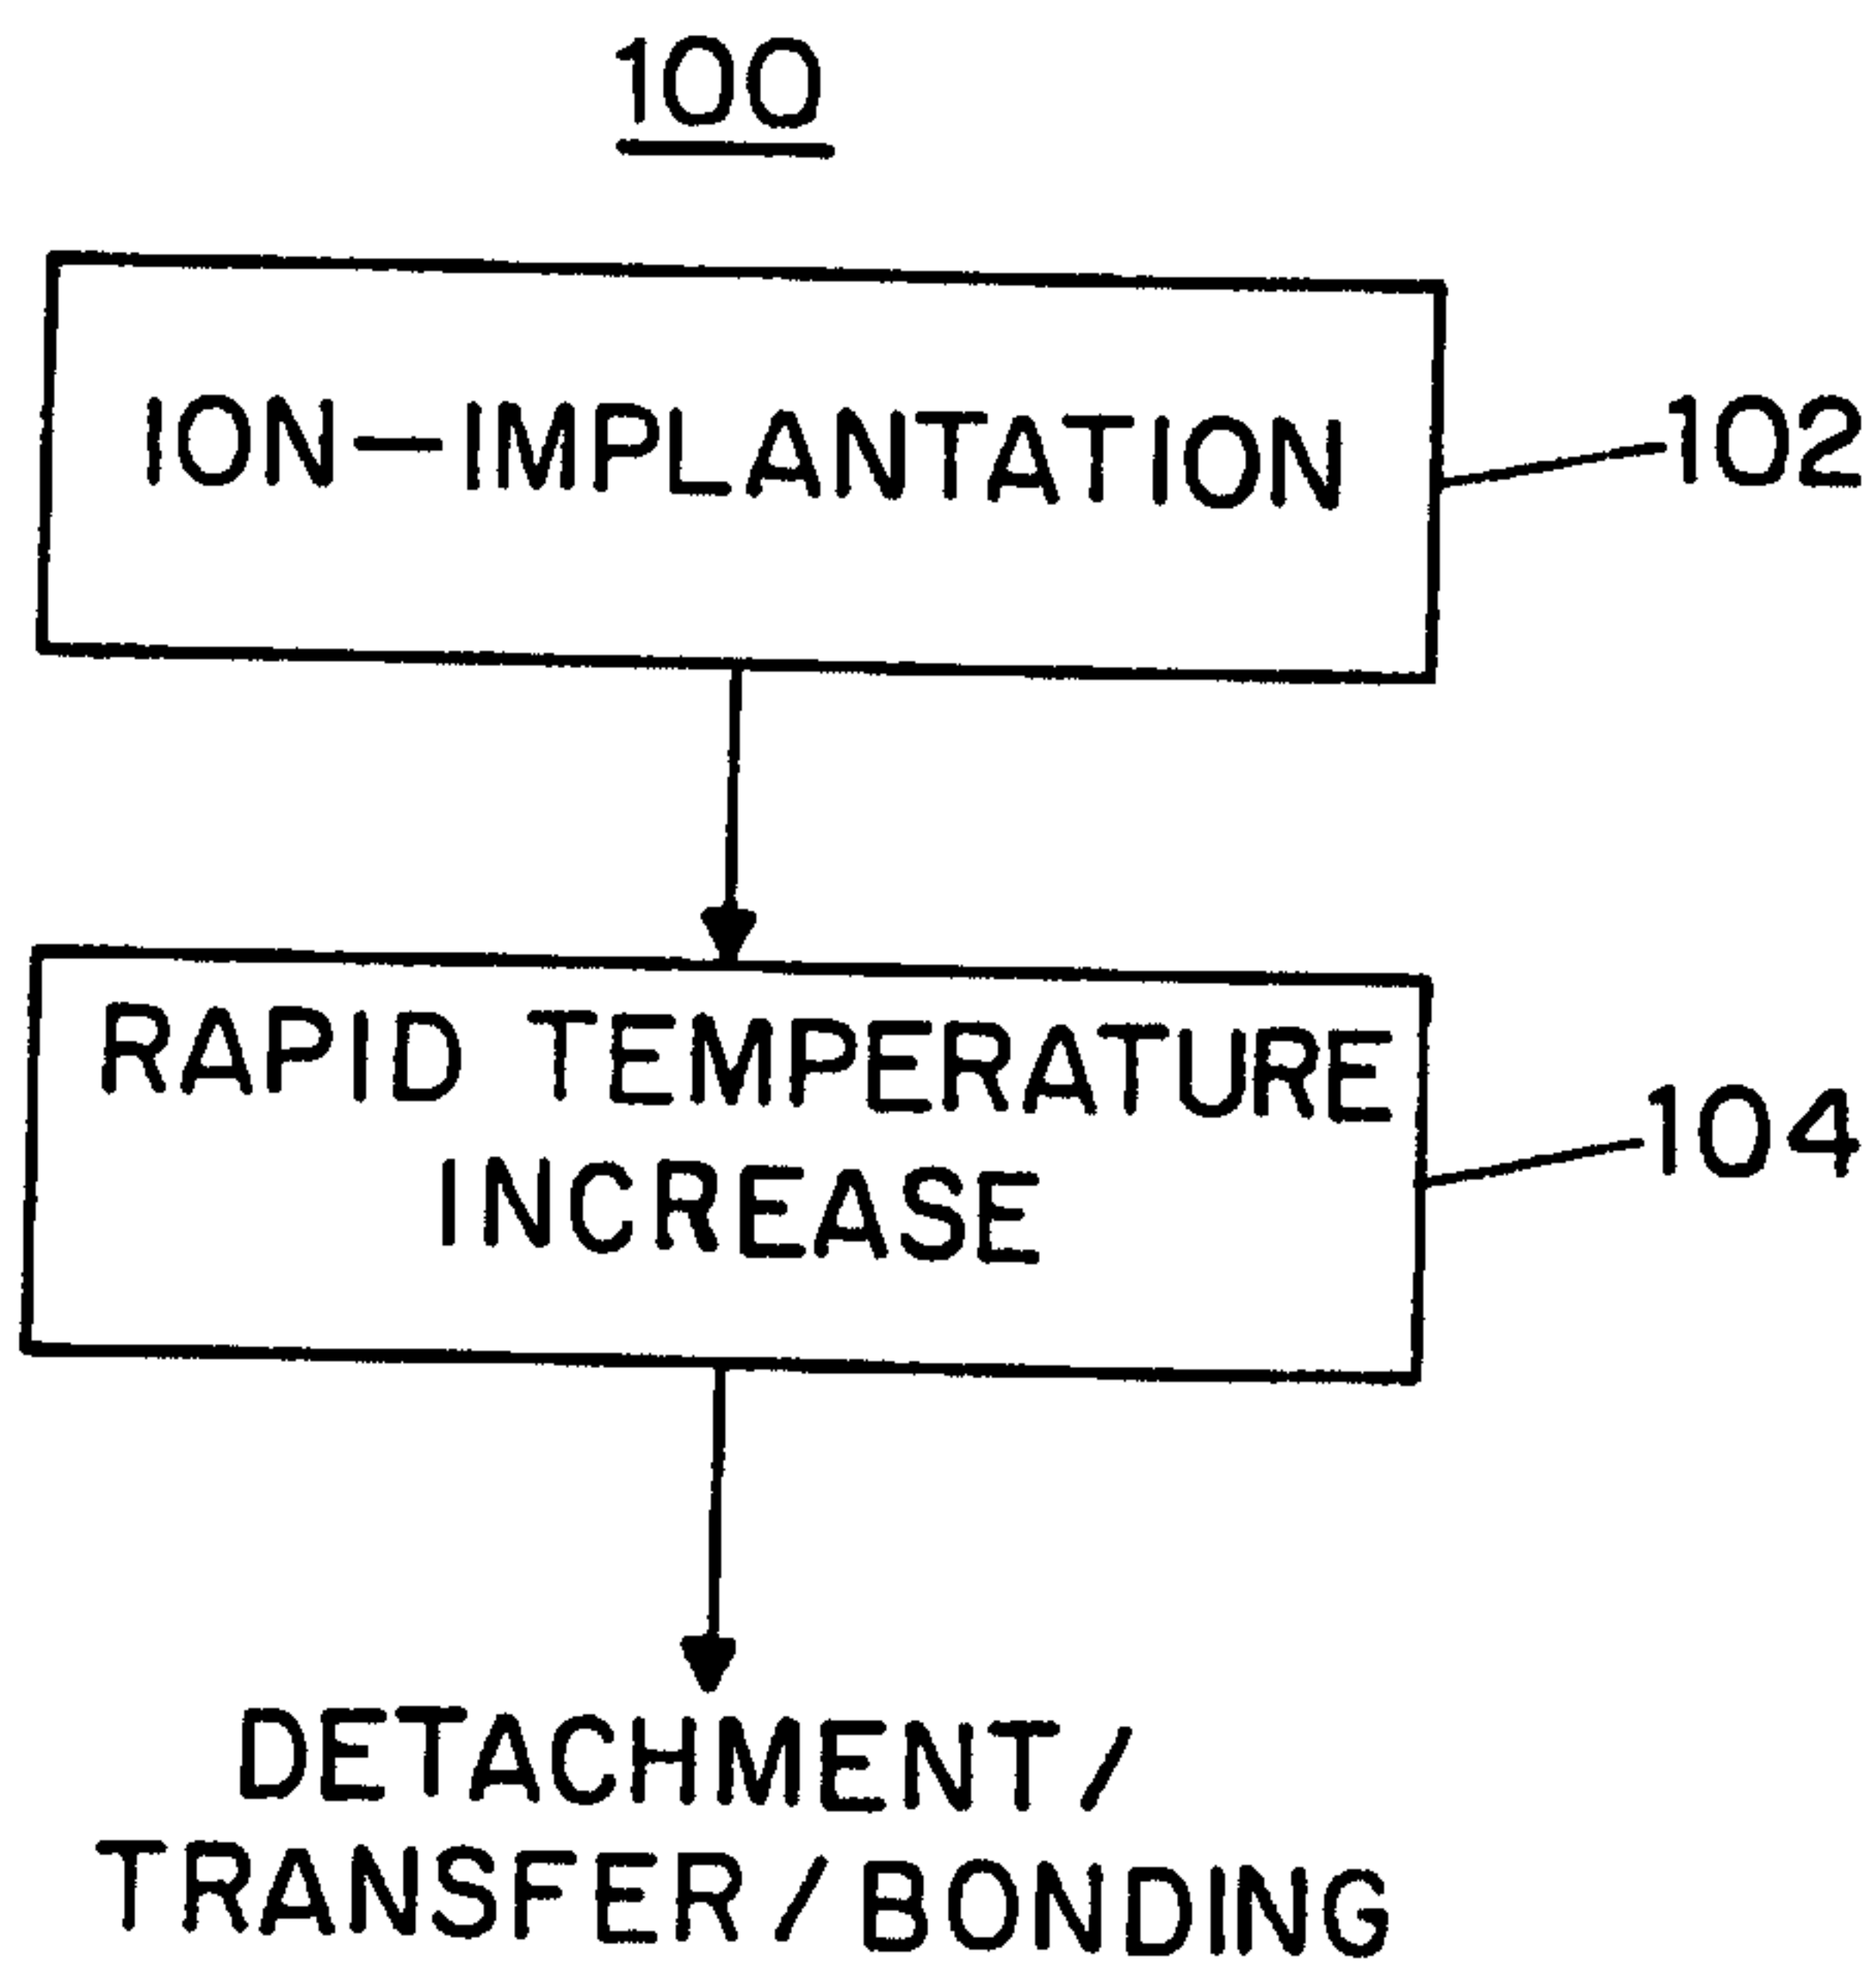 100
ION-IMPLANTATION
102
RAPID TEMPERATURE
INCREASE
104
DETACHMENT/
TRANSFER/BONDING